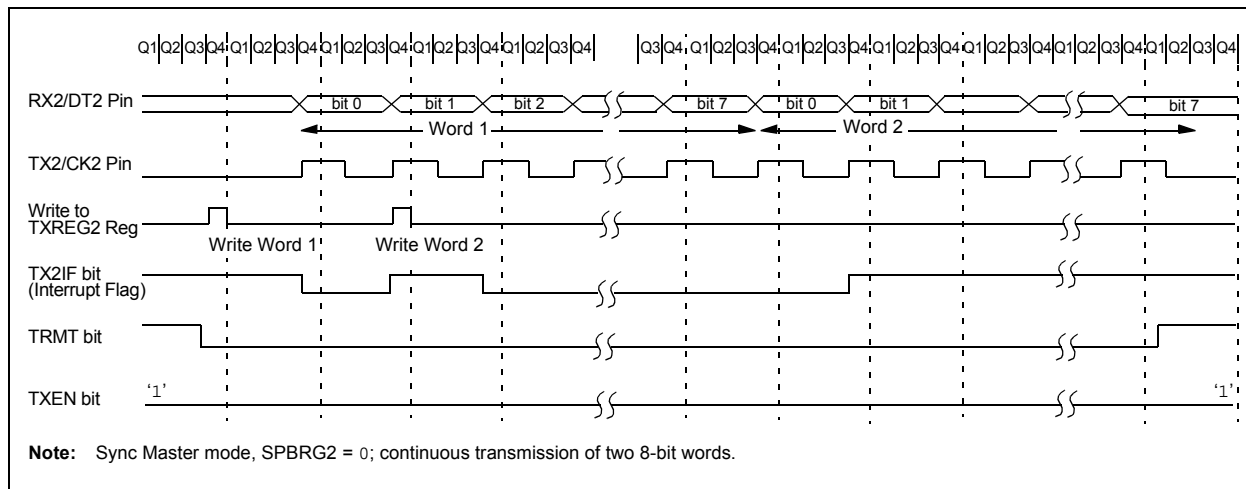 Q1 Q2 Q3 Q4 Q1 Q2 Q3 Q4 Q1 Q2 Q3 Q4 Q1 Q2 Q3 Q4 Q1 Q2 Q3 Q4 Q3 Q4 Q1 Q2 Q3 Q4 Q1 Q2 Q3 Q4 Q1 Q2 Q3 Q4 Q1 Q2 Q3 Q4 Q1 Q2 Q3 Q4 Q1 Q2 Q3 Q4
RX2/DT2 Pin bit 0 bit 1 bit 2 bit 7 bit 0 bit 1 bit 7
Word 1 Word 2
TX2/CK2 Pin
Write to
TXREG2 Reg
Write Word 1 Write Word 2
TX2IF bit
(Interrupt Flag)
TRMT bit
TXEN bit '1' '1'
Note: Sync Master mode, SPBRG2 = 0; continuous transmission of two 8-bit words.